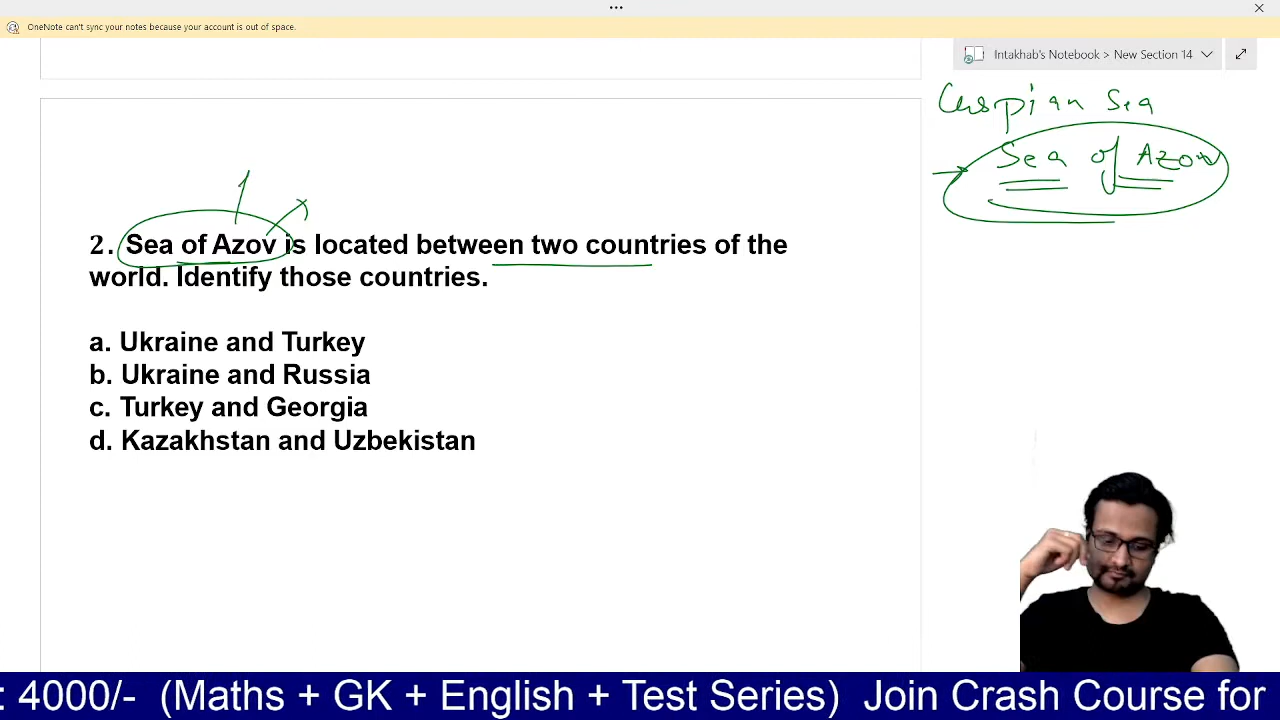 OneNote can't sync your notes because your account is out of space.
Intakhab's Notebook > New Section 14
Caspian Sea
Sea of Azov
2. Sea of Azov is located between two countries of the
world. Identify those countries.
a. Ukraine and Turkey
b. Ukraine and Russia
c. Turkey and Georgia
d. Kazakhstan and Uzbekistan
: 4000/- (Maths + GK + English + Test Series) Join Crash Course for